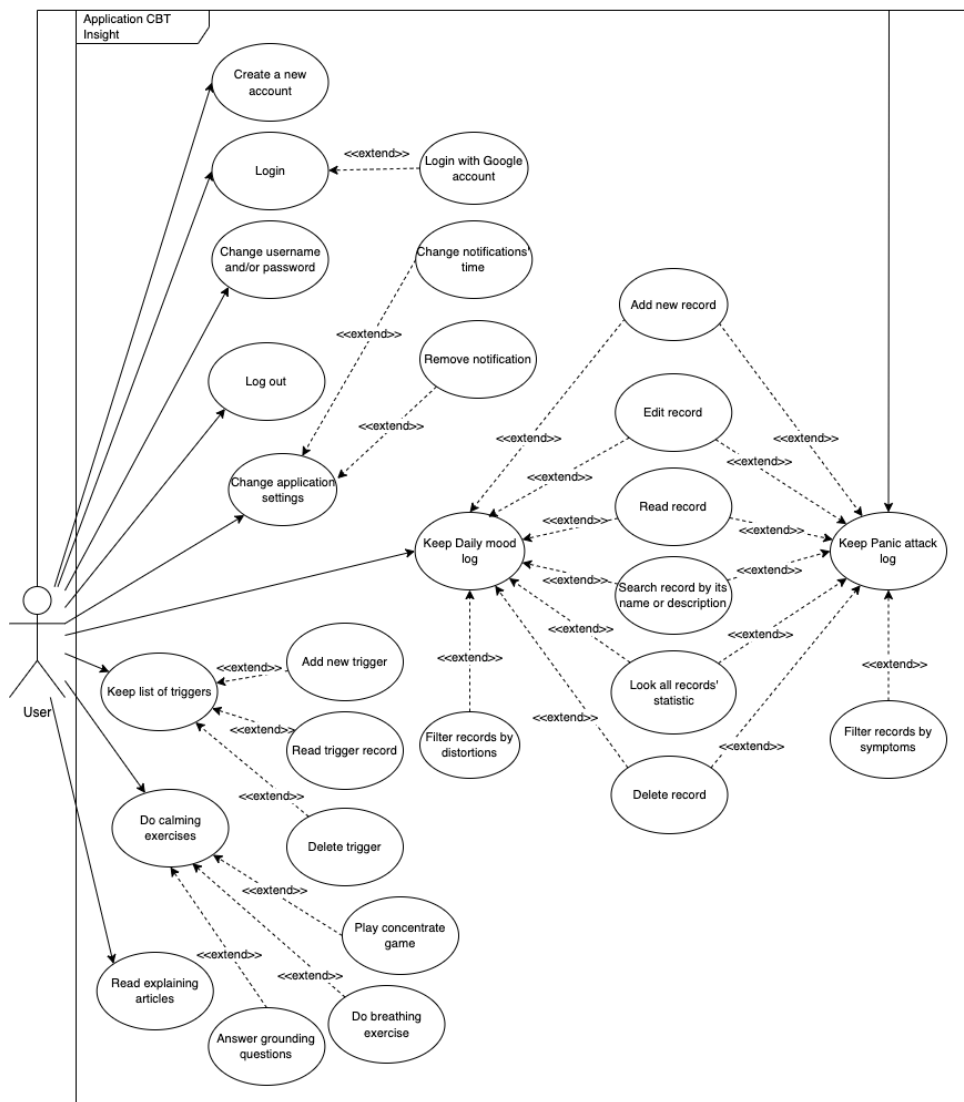 Application CBT
Insight
Create a new
account
<<extend>>
Login
Login with Google
account
Change username
and/or password
Change notifications'
time
Add new record
<<extend>>
Remove notification
Log out
Edit record
<<extend>>
<<extend>>
<<extend>>
<<extend>>
<<extend>>
Change application
settings
Read record
<<extend>>
<<extend>>
Keep Daily mood
log
Keep Panic attack
log
<<extend>>
Search record by its
name or description
<<extend>>
<<extend>>
<<extend>>
User
<<extend>>
Add new trigger
Keep list of triggers
<<extend>>
<<extend>>
<<extend>>
Look all records'
statistic
Read trigger record
Filter records by
distortions
<<extend>>
<<extend>>
Filter records by
symptoms
<<extend>>
Delete record
Do calming
exercises
Delete trigger
<<extend>>
Play concentrate
game
<<extend>>
<<extend>>
Read explaining
articles
Do breathing
exercise
Answer grounding
questions